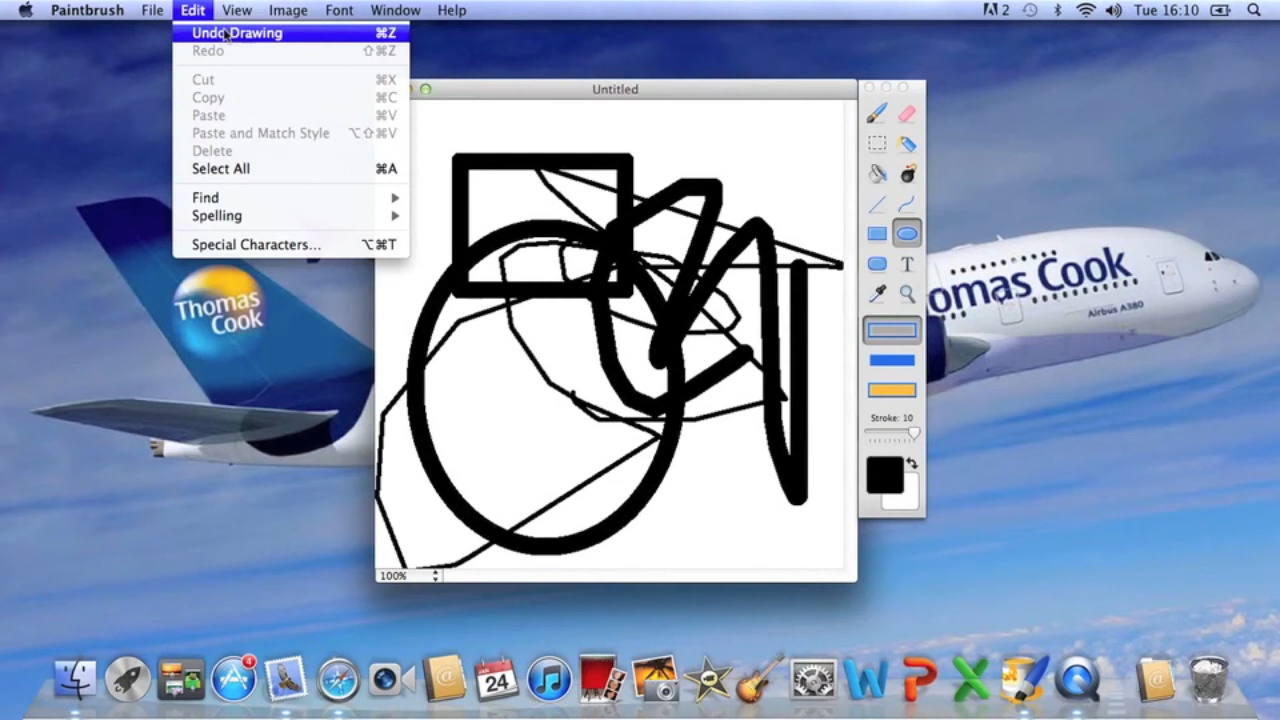 Paintbrush File Edit View Image Font Window Help 2 Tue 16:10
Undo Drawing ⌘Z
Redo ⇧⌘Z
Cut ⌘X
Copy ⌘C
Paste ⌘V
Paste and Match Style ⌥⇧⌘V
Delete
Select All ⌘A
Find
Spelling
Special Characters... ⌥⌘T
Untitled
T
Stroke: 10
100%
Thomas
Cook
omas Cook
Airbus A380
4
24
W P X